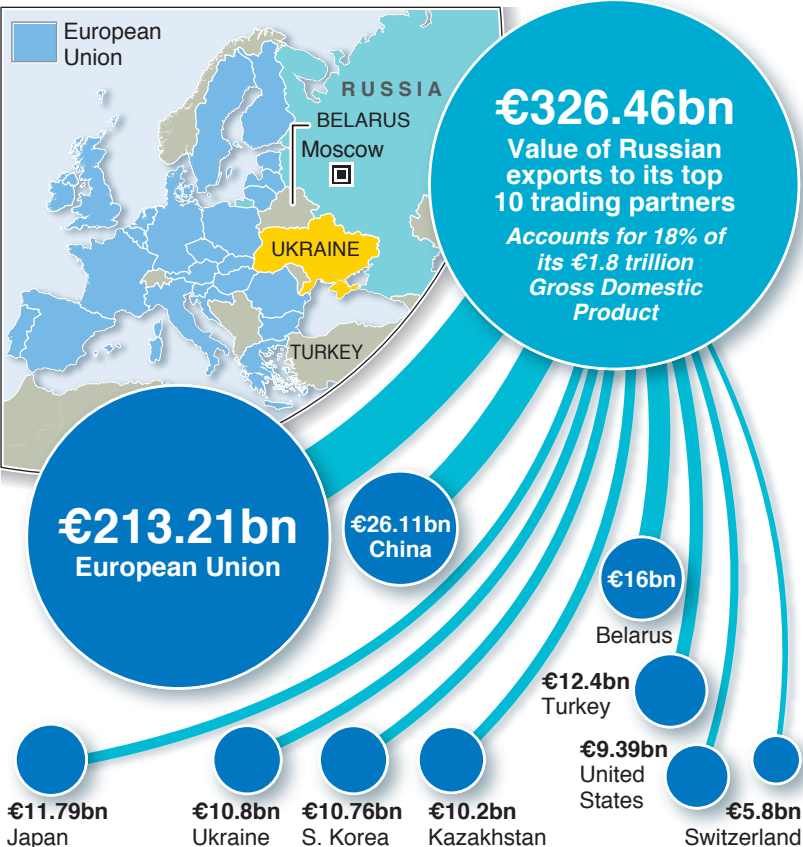 European
Union
RUSSIA
BELARUS
Moscow
UKRAINE
TURKEY
€326.46bn
Value of Russian
exports to its top
10 trading partners
Accounts for 18% of
its €1.8 trillion
Gross Domestic
Product
€213.21bn
European Union
€26.11bn
China
€16bn
Belarus
€12.4bn
Turkey
€9.39bn
United
States
€11.79bn
Japan
€10.8bn
Ukraine
€10.76bn
S. Korea
€10.2bn
Kazakhstan
€5.8bn
Switzerland